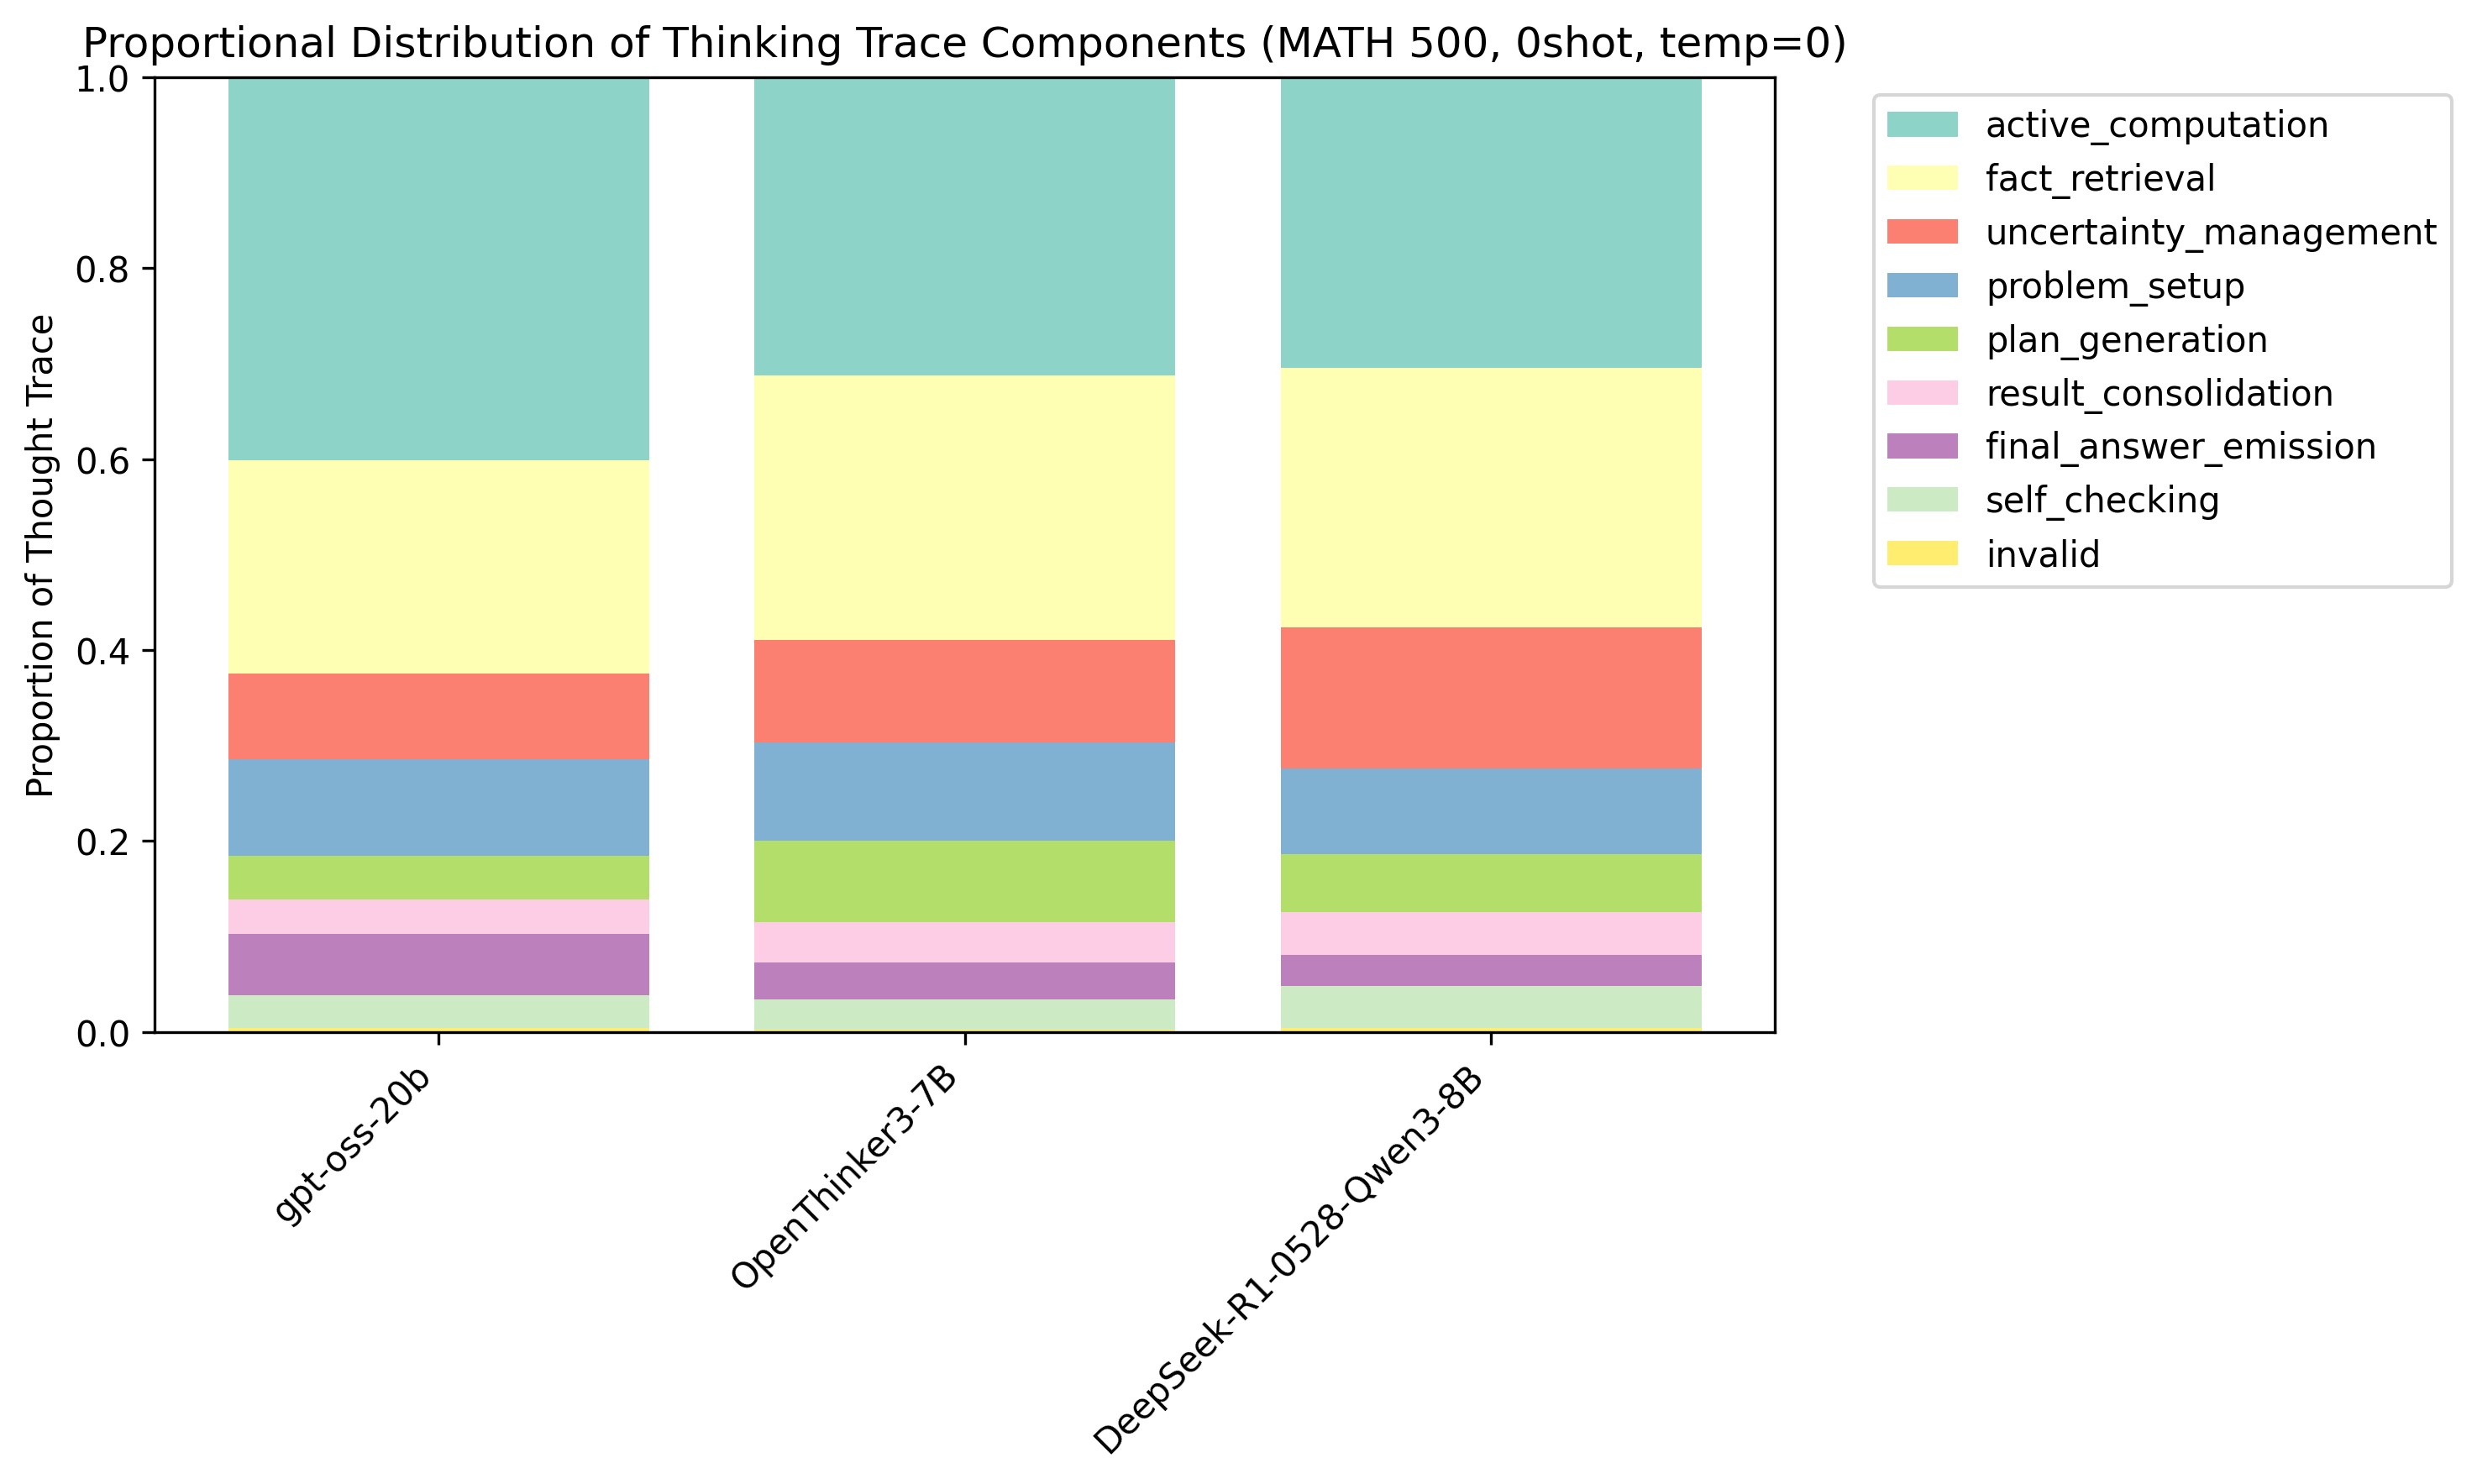 Proportional Distribution of Thinking Trace Components (MATH 500, 0shot, temp=0)
Proportion of Thought Trace
1.0
0.8
0.6
0.4
0.2
0.0
gpt-oss-20b
OpenThinker3-7B
DeepSeek-R1-0528-Qwen3-8B
active_computation
fact_retrieval
uncertainty_management
problem_setup
plan_generation
result_consolidation
final_answer_emission
self_checking
invalid